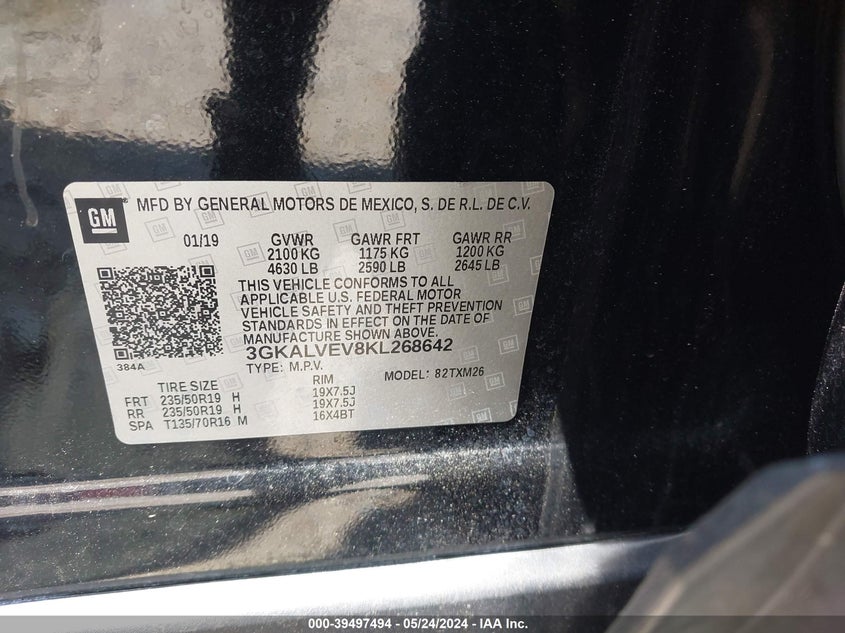 GM
MFD BY GENERAL MOTORS DE MEXICO, S. DE R.L. DE C.V.
01/19 GVWR GAWR FRT GAWR RR
2100 KG 1175 KG 1200 KG
4630 LB 2590 LB 2645 LB
THIS VEHICLE CONFORMS TO ALL
APPLICABLE U.S. FEDERAL MOTOR
VEHICLE SAFETY AND THEFT PREVENTION
STANDARDS IN EFFECT ON THE DATE OF
MANUFACTURE SHOWN ABOVE.
3GKALVEV8KL268642
384A
TYPE: M.P.V. MODEL: 82TXM26
TIRE SIZE RIM
FRT 235/50R19 H 19X7.5J
RR 235/50R19 H 19X7.5J
SPA T135/70R16 M 16X4BT
000-39497494 - 05/24/2024 - IAA Inc.